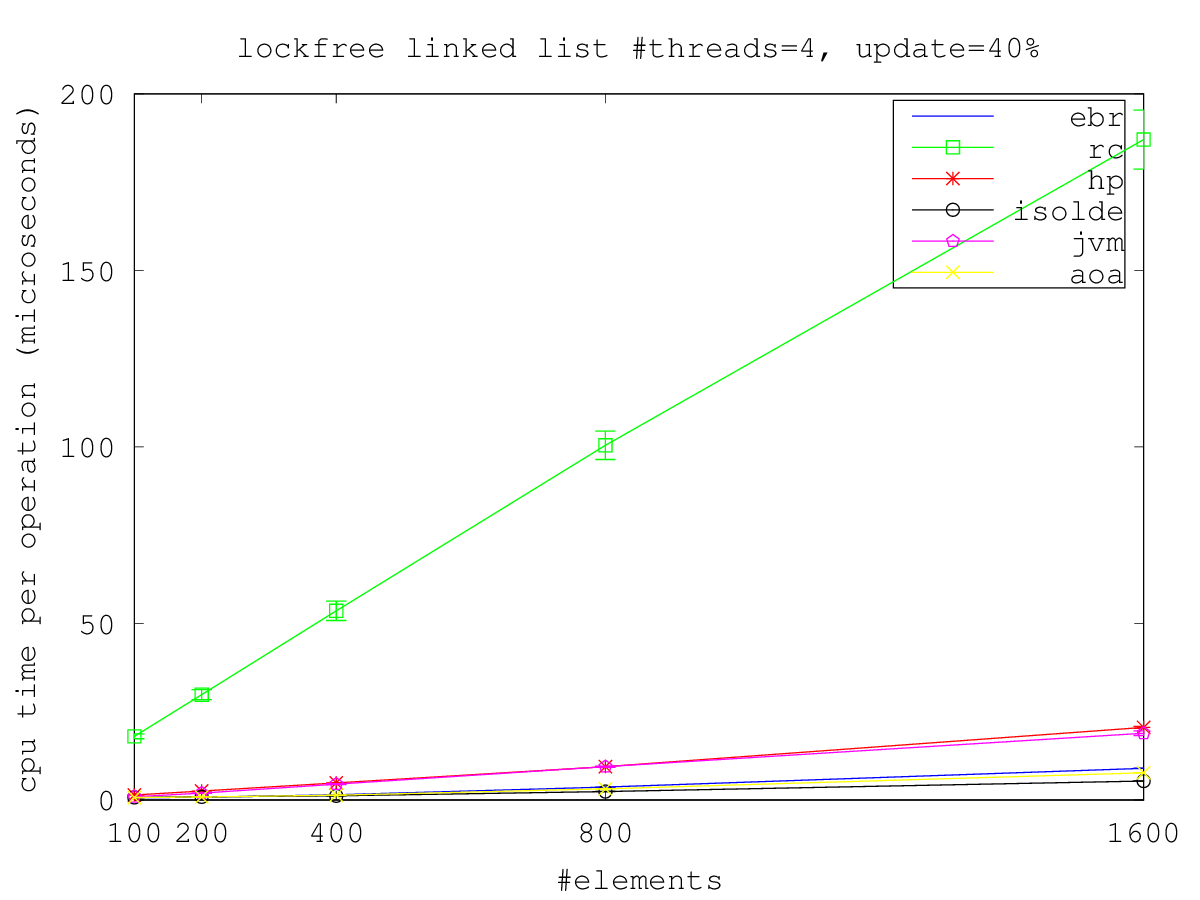 lockfree linked list #threads=4, update=40%
cpu time per operation (microseconds)
200
150
100
50
0
ebr
rc
hp
isolde
jvm
aoa
100 200 400 800 1600
#elements